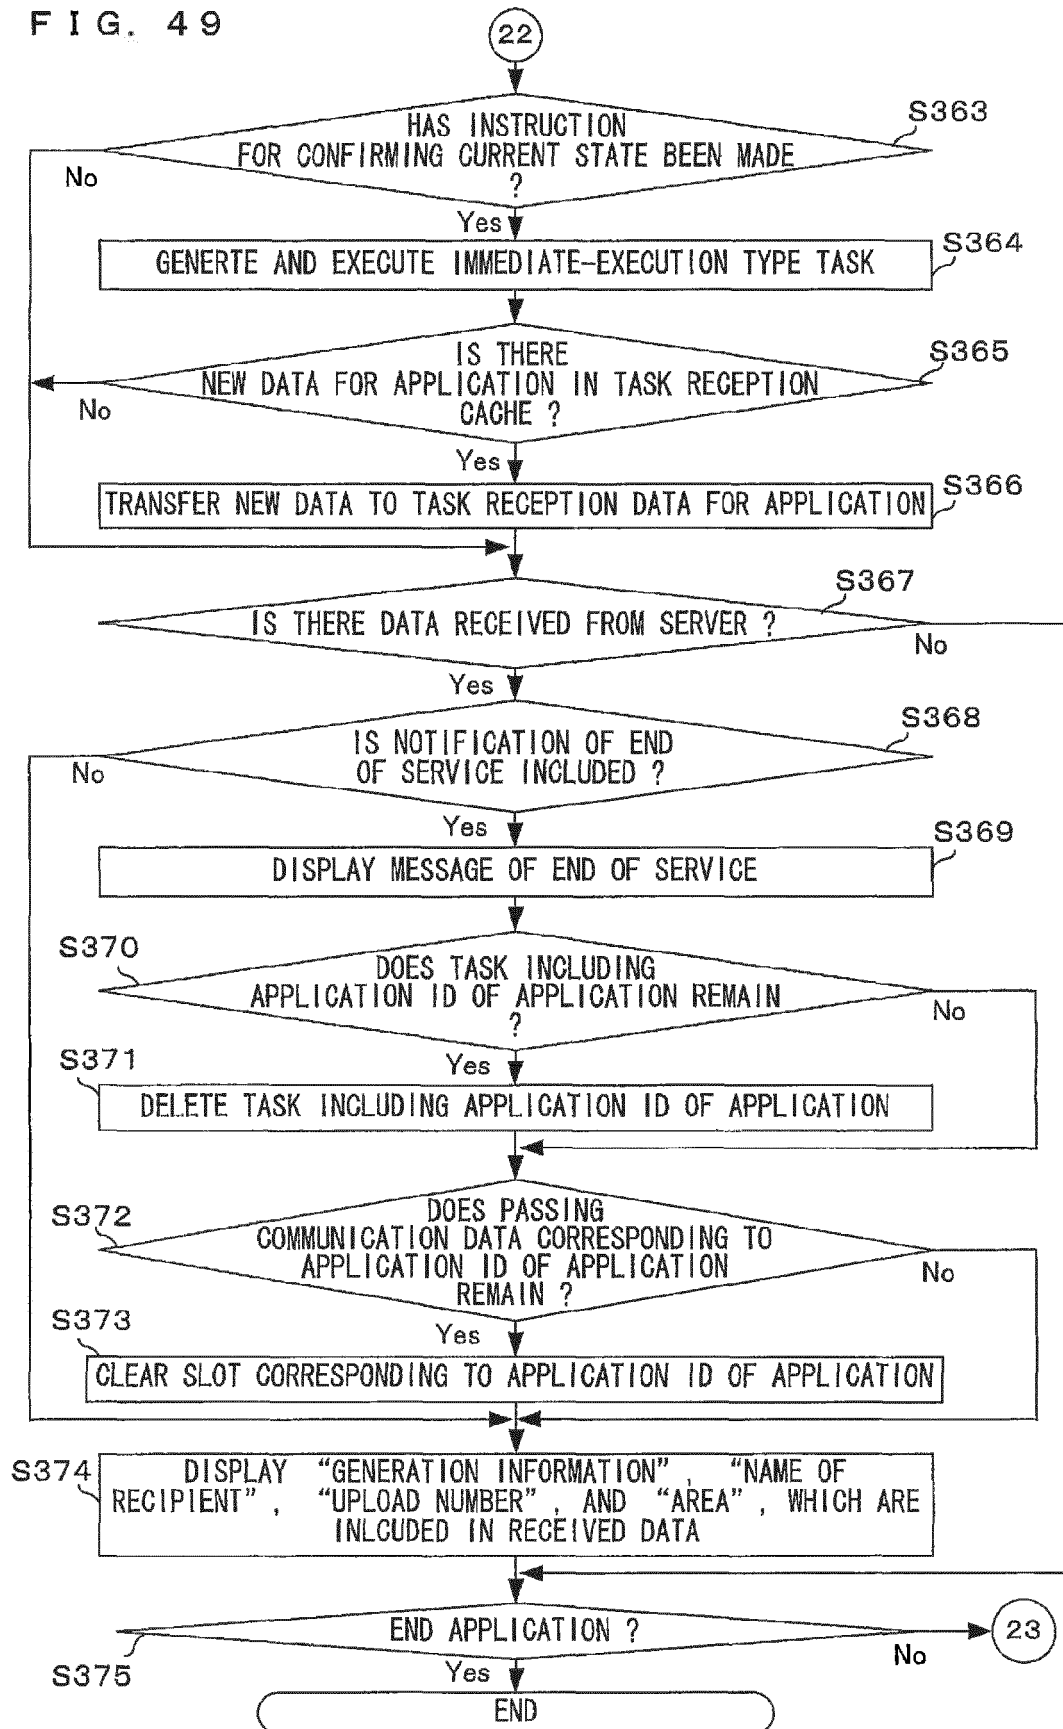 FIG. 49
22
HAS INSTRUCTION
FOR CONFIRMING CURRENT STATE BEEN MADE
?
S363
No
Yes
GENERTE AND EXECUTE IMMEDIATE-EXECUTION TYPE TASK
S364
IS THERE
NEW DATA FOR APPLICATION IN TASK RECEPTION
CACHE ?
S365
No
Yes
TRANSFER NEW DATA TO TASK RECEPTION DATA FOR APPLICATION
S366
S367
IS THERE DATA RECEIVED FROM SERVER ?
No
Yes
S368
IS NOTIFICATION OF END
OF SERVICE INCLUDED ?
No
Yes
S369
DISPLAY MESSAGE OF END OF SERVICE
S370
DOES TASK INCLUDING
APPLICATION ID OF APPLICATION REMAIN
?
No
Yes
S371
DELETE TASK INCLUDING APPLICATION ID OF APPLICATION
S372
DOES PASSING
COMMUNICATION DATA CORRESPONDING TO
APPLICATION ID OF APPLICATION
REMAIN ?
No
Yes
S373
CLEAR SLOT CORRESPONDING TO APPLICATION ID OF APPLICATION
S374
DISPLAY "GENERATION INFORMATION", "NAME OF
RECIPIENT", "UPLOAD NUMBER", AND "AREA", WHICH ARE
INLCUDED IN RECEIVED DATA
END APPLICATION ?
23
No
S375
Yes
END